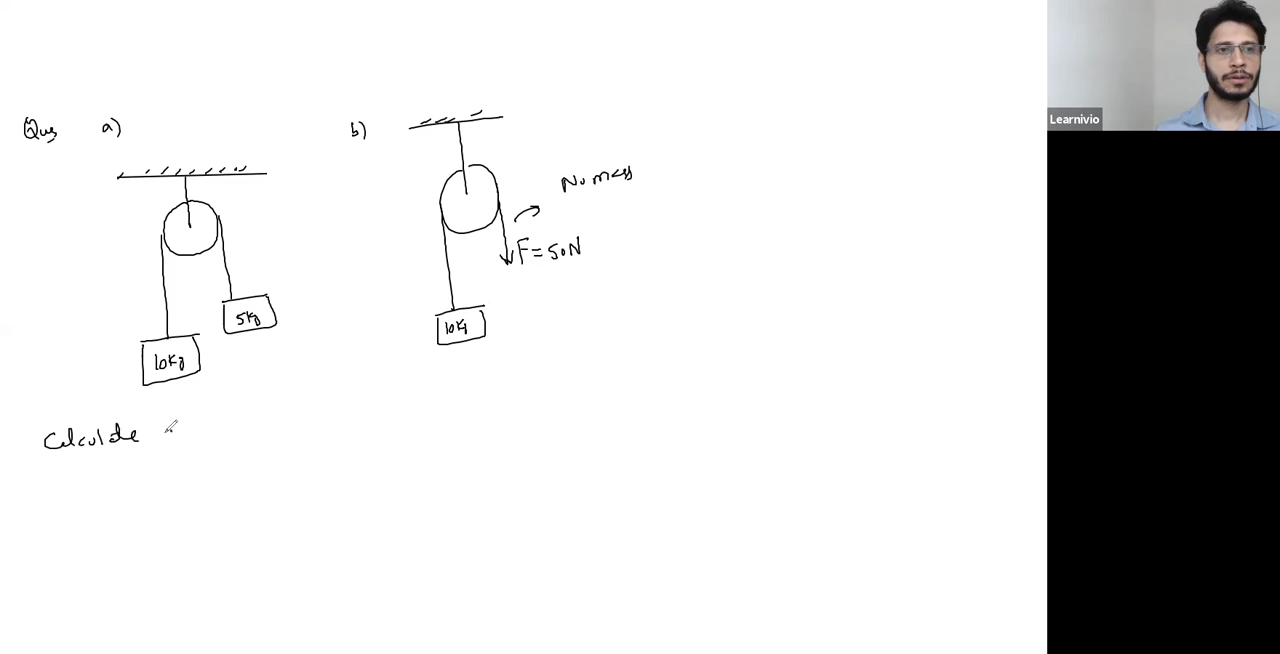 Ques a)
b)
No mass
F = 50N
5kg
10kg
10kg
Calculate
Learnivio